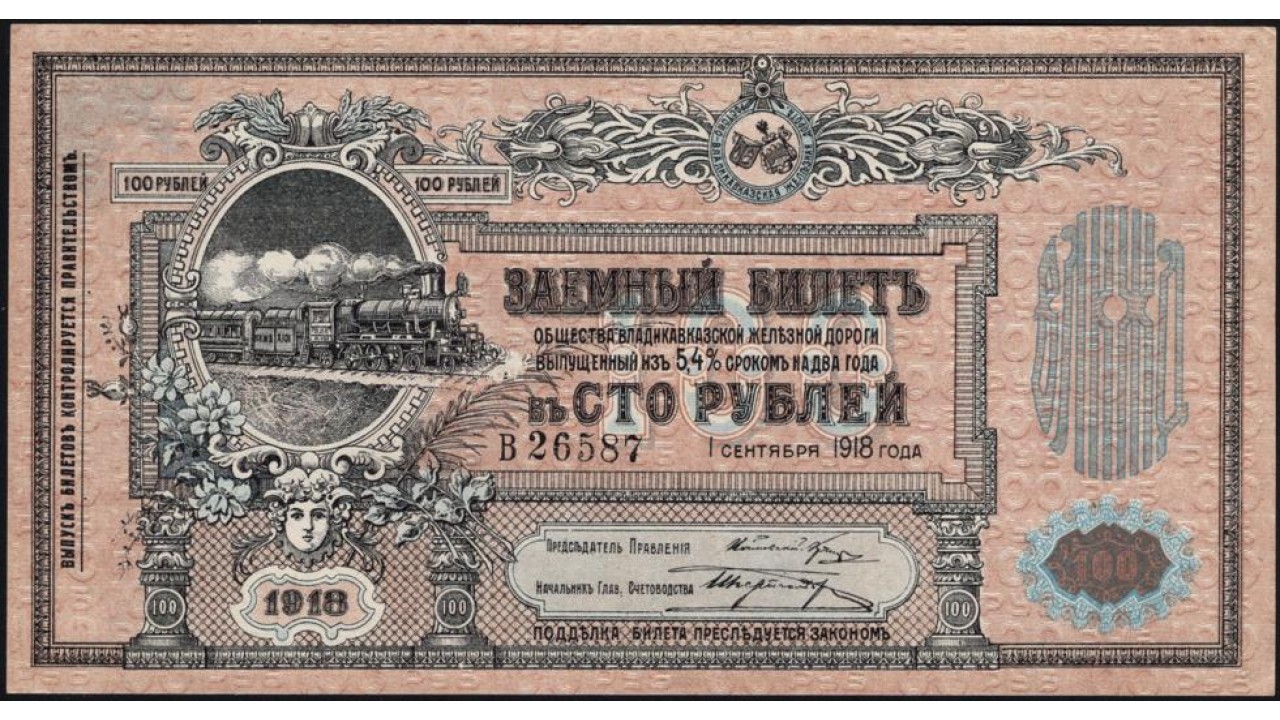 100 РУБЛЕЙ
100 РУБЛЕЙ
ВЫПУСКЪ БИЛЕТОВЪ КОНТРОЛИРУЕТСЯ ПРАВИТЕЛЬСТВОМЪ.
ЗАЕМНЫЙ БИЛЕТЪ
ОБЩЕСТВА ВЛАДИКАВКАЗСКОЙ ЖЕЛѢЗНОЙ ДОРОГИ
ВЫПУЩЕННЫЙ ИЗЪ 5,4% СРОКОМЪ НА ДВА ГОДА
100
ВЪ СТО РУБЛЕЙ
В 26587
1 СЕНТЯБРЯ 1918 ГОДА
ПРЕДСѢДАТЕЛЬ ПРАВЛЕНIЯ
НАЧАЛЬНИКЪ ГЛАВ. СЧЕТОВОДСТВА
1918
100
100
100
100
ПОДДѢЛКА БИЛЕТА ПРЕСЛѢДУЕТСЯ ЗАКОНОМЪ